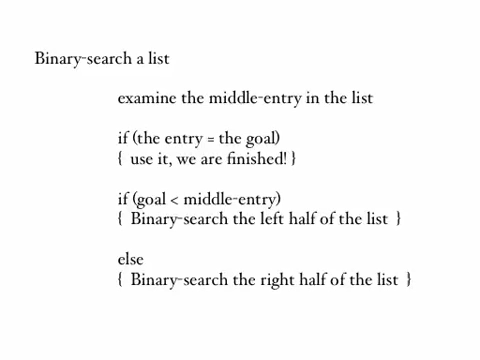 Binary-search a list
examine the middle-entry in the list
if (the entry = the goal)
{ use it, we are finished! }
if (goal < middle-entry)
{ Binary-search the left half of the list }
else
{ Binary-search the right half of the list }